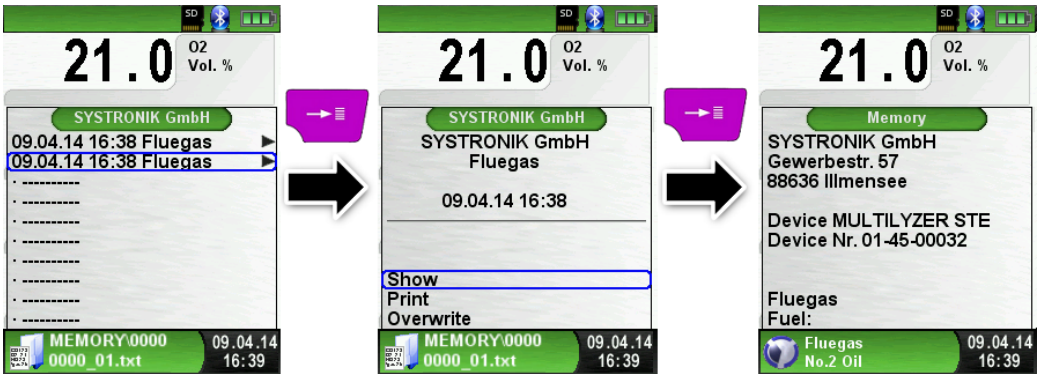 SD
21.0
O2
Vol. %
SYSTRONIK GmbH
09.04.14 16:38 Fluegas
09.04.14 16:38 Fluegas
· ----------
· ----------
· ----------
· ----------
· ----------
· ----------
· ----------
· ----------
MEMORY\0000
0000_01.txt
09.04.14
16:39
SD
21.0
O2
Vol. %
SYSTRONIK GmbH
SYSTRONIK GmbH
Fluegas
09.04.14 16:38
Show
Print
Overwrite
MEMORY\0000
0000_01.txt
09.04.14
16:39
SD
21.0
O2
Vol. %
Memory
SYSTRONIK GmbH
Gewerbestr. 57
88636 Illmensee
Device MULTILYZER STE
Device Nr. 01-45-00032
Fluegas
Fuel:
Fluegas
No.2 Oil
09.04.14
16:39